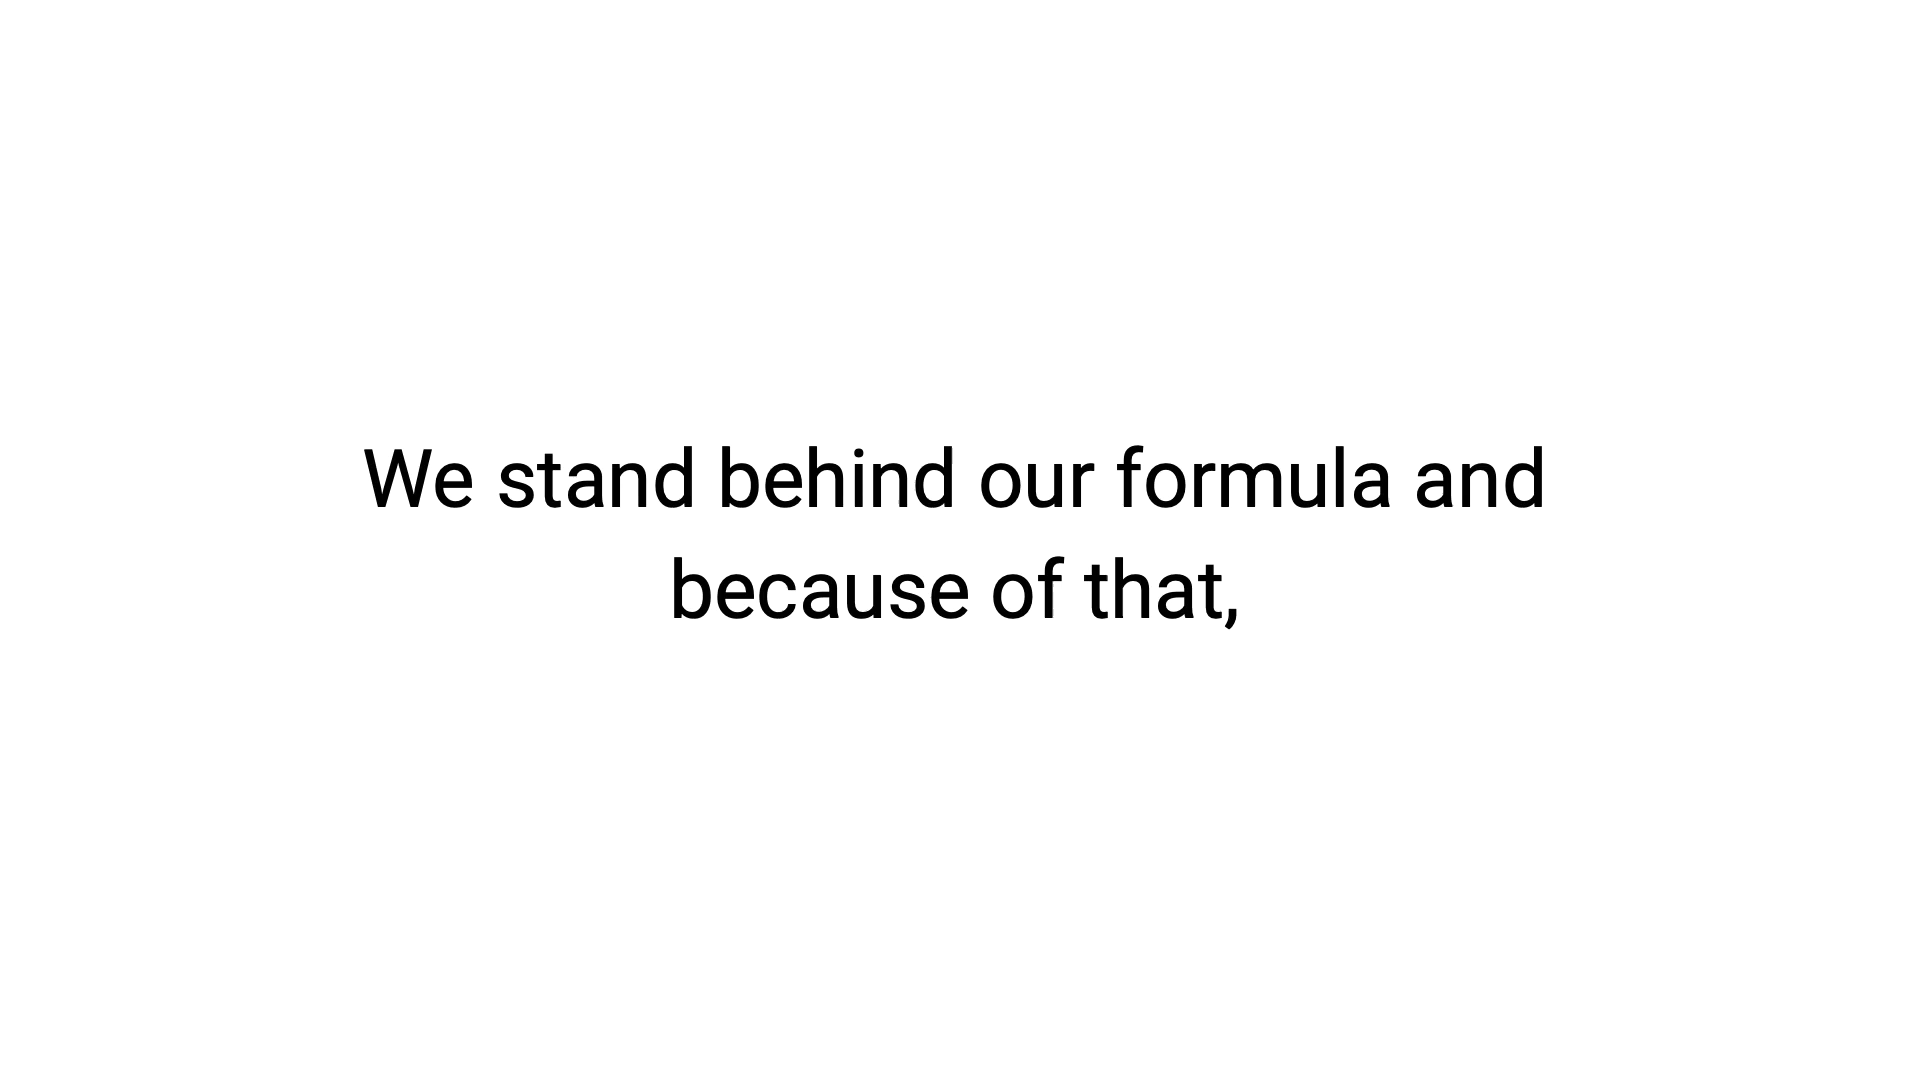 We stand behind our formula and
because of that,